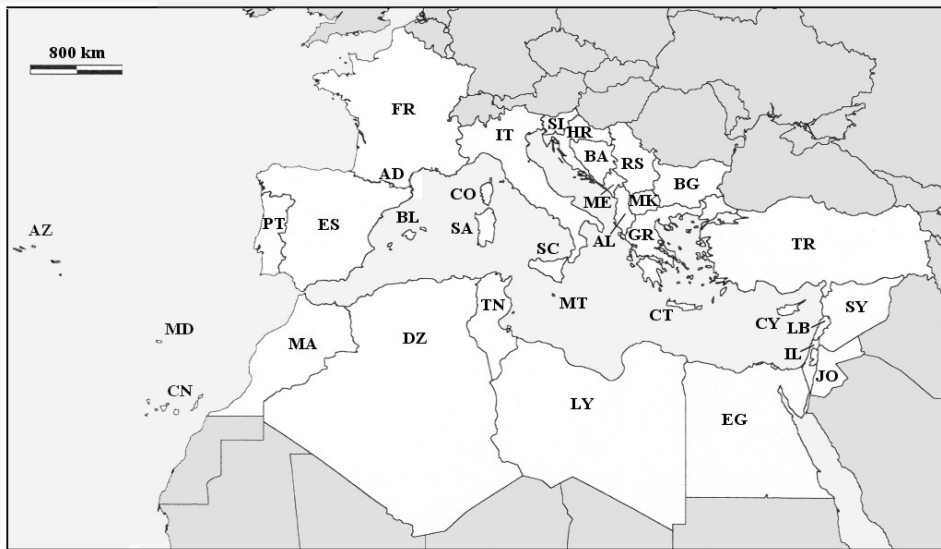 800 km
FR
IT
SI
HR
BA
RS
BG
AD
CO
ME
MK
PT
ES
BL
SA
AZ
SC
AL
GR
TR
TN
MT
CT
CY
LB
SY
MD
MA
DZ
IL
JO
CN
LY
EG